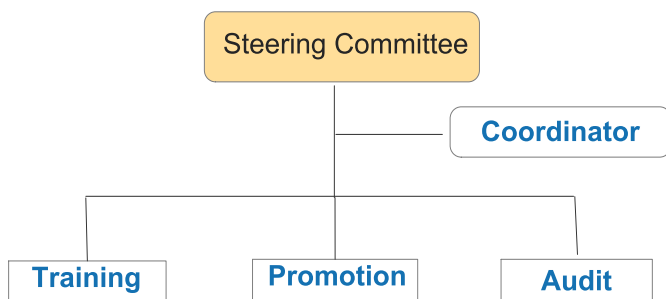 Steering Committee
Coordinator
Training
Promotion
Audit